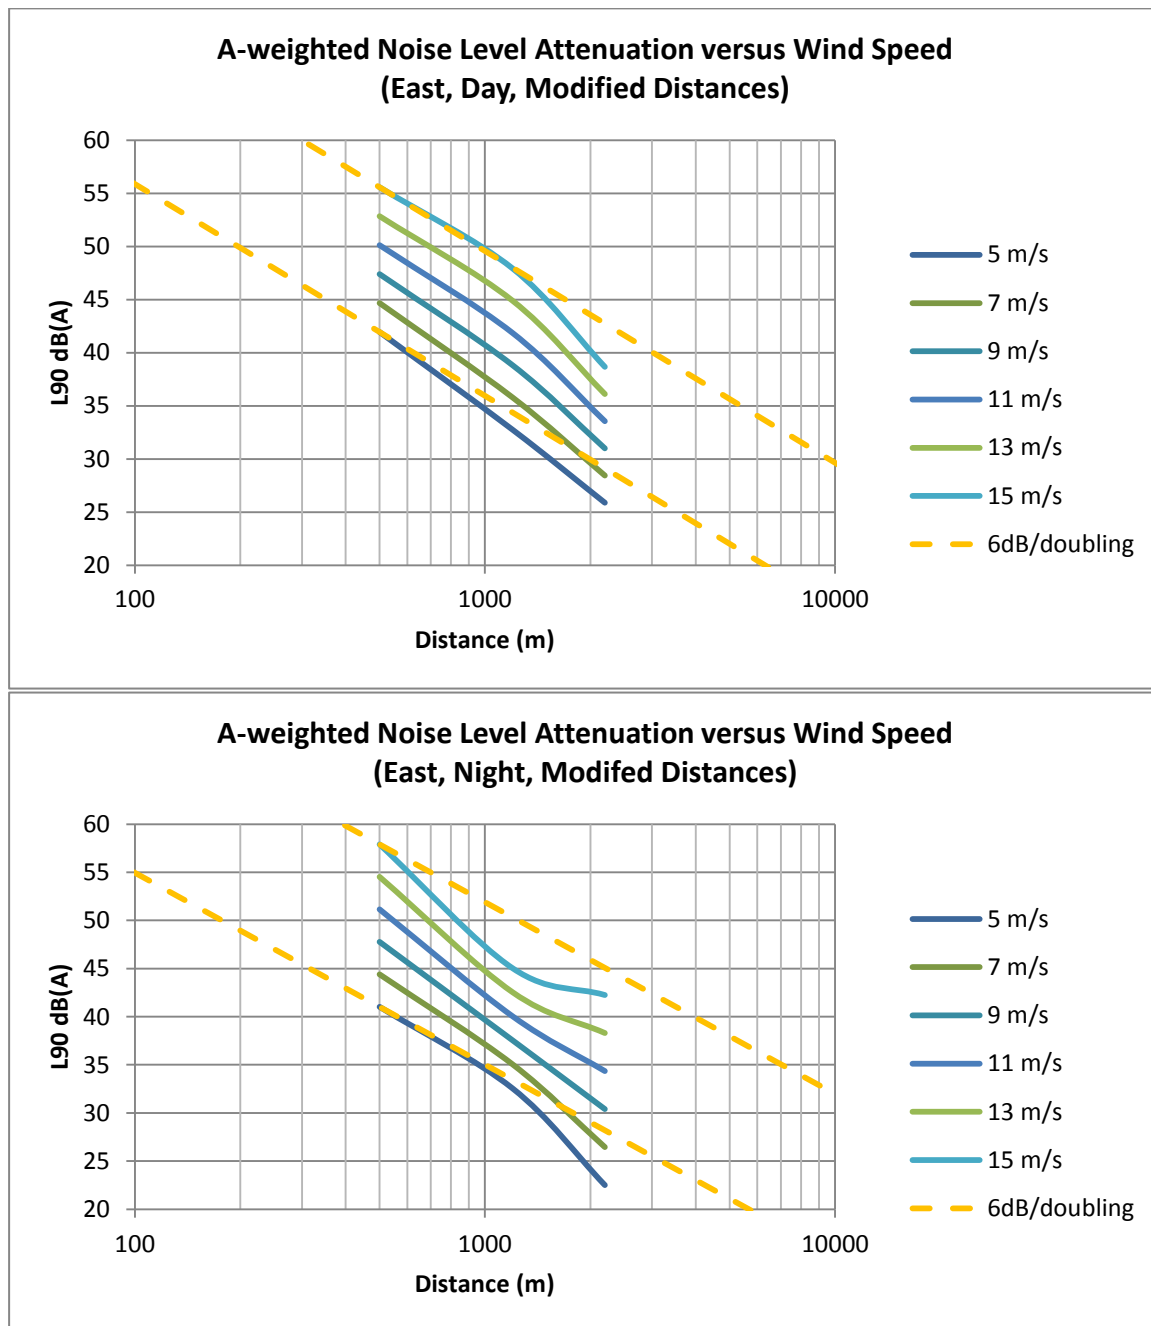 A-weighted Noise Level Attenuation versus Wind Speed
(East, Day, Modified Distances)
60
55
50
45
40
35
30
25
20
L90 dB(A)
100
1000
10000
Distance (m)
5 m/s
7 m/s
9 m/s
11 m/s
13 m/s
15 m/s
6dB/doubling
A-weighted Noise Level Attenuation versus Wind Speed
(East, Night, Modifed Distances)
60
55
50
45
40
35
30
25
20
L90 dB(A)
100
1000
10000
Distance (m)
5 m/s
7 m/s
9 m/s
11 m/s
13 m/s
15 m/s
6dB/doubling